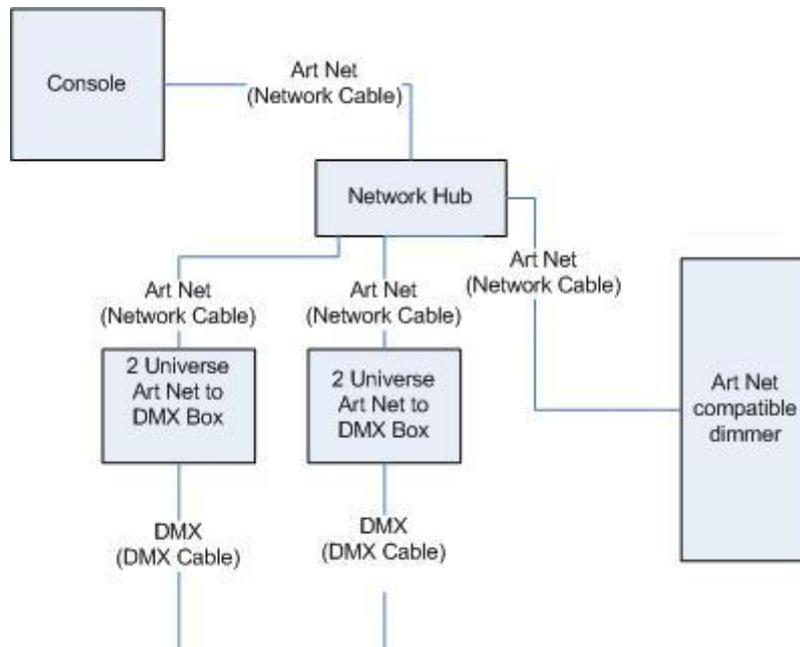 Console
Art Net
(Network Cable)
Network Hub
Art Net
(Network Cable)
Art Net
(Network Cable)
Art Net
(Network Cable)
2 Universe
Art Net to
DMX Box
2 Universe
Art Net to
DMX Box
Art Net
compatible
dimmer
DMX
(DMX Cable)
DMX
(DMX Cable)